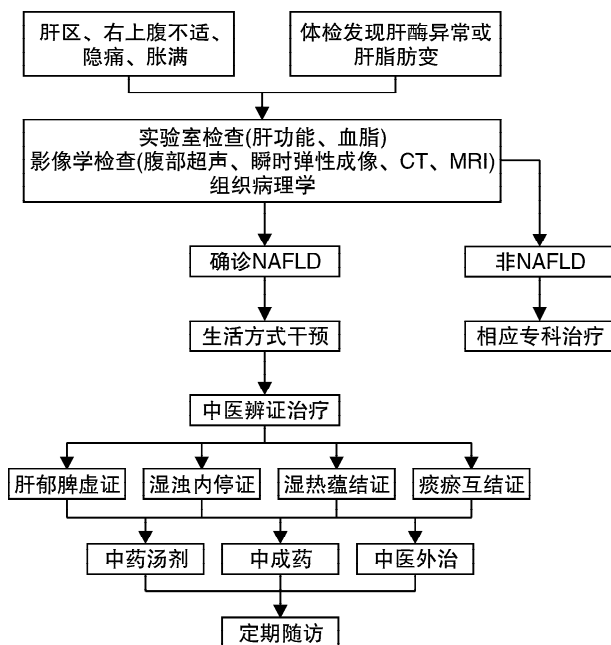 肝区、右上腹不适、
隐痛、胀满
体检发现肝酶异常或
肝脂肪变
实验室检查(肝功能、血脂)
影像学检查(腹部超声、瞬时弹性成像、CT、MRI)
组织病理学
确诊NAFLD
非NAFLD
生活方式干预
相应专科治疗
中医辨证治疗
肝郁脾虚证
湿浊内停证
湿热蕴结证
痰瘀互结证
中药汤剂
中成药
中医外治
定期随访